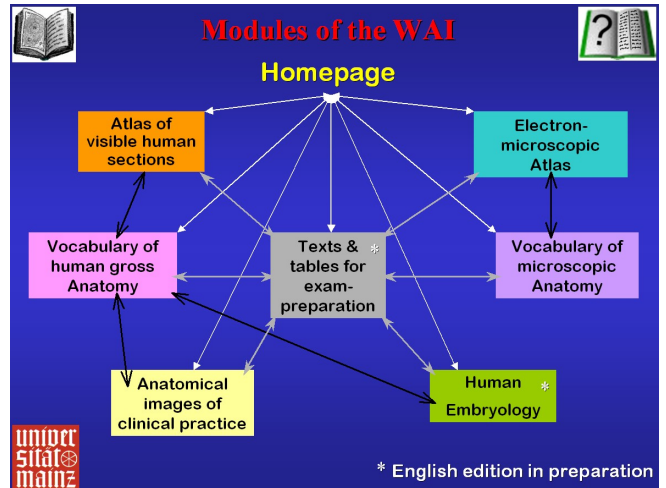 Modules of the WAI
?
Homepage
Atlas of
visible human
sections
Electron-
microscopic
Atlas
Vocabulary of
human gross
Anatomy
Texts &
tables for *
exam-
preparation
Vocabulary of
microscopic
Anatomy
Anatomical
images of
clinical practice
Human *
Embryology
univer
sität
mainz
* English edition in preparation